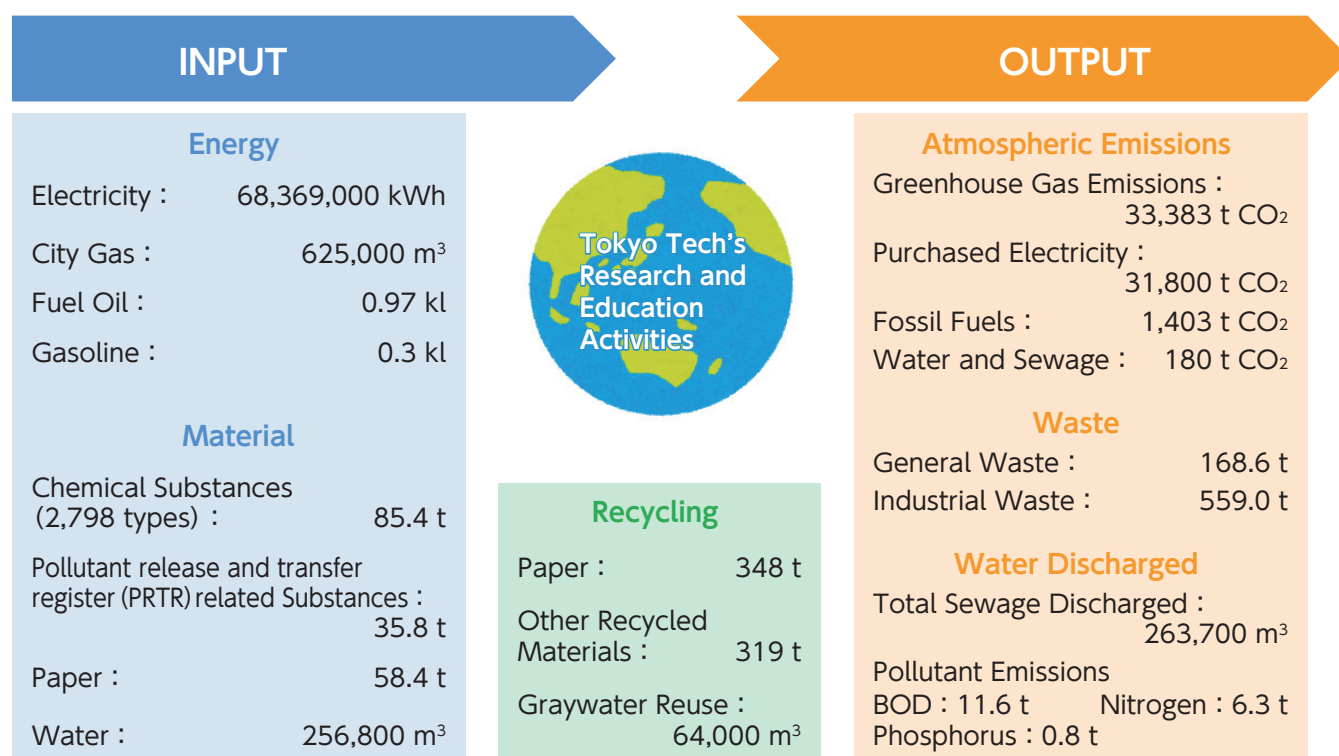 INPUT
OUTPUT
Energy
Electricity： 68,369,000 kWh
City Gas： 625,000 m³
Fuel Oil： 0.97 kl
Gasoline： 0.3 kl
Material
Chemical Substances
(2,798 types)： 85.4 t
Pollutant release and transfer
register (PRTR) related Substances：
35.8 t
Paper： 58.4 t
Water： 256,800 m³
Tokyo Tech's
Research and
Education
Activities
Recycling
Paper： 348 t
Other Recycled
Materials： 319 t
Graywater Reuse：
64,000 m³
Atmospheric Emissions
Greenhouse Gas Emissions：
33,383 t CO₂
Purchased Electricity：
31,800 t CO₂
Fossil Fuels： 1,403 t CO₂
Water and Sewage： 180 t CO₂
Waste
General Waste： 168.6 t
Industrial Waste： 559.0 t
Water Discharged
Total Sewage Discharged：
263,700 m³
Pollutant Emissions
BOD：11.6 t Nitrogen：6.3 t
Phosphorus：0.8 t